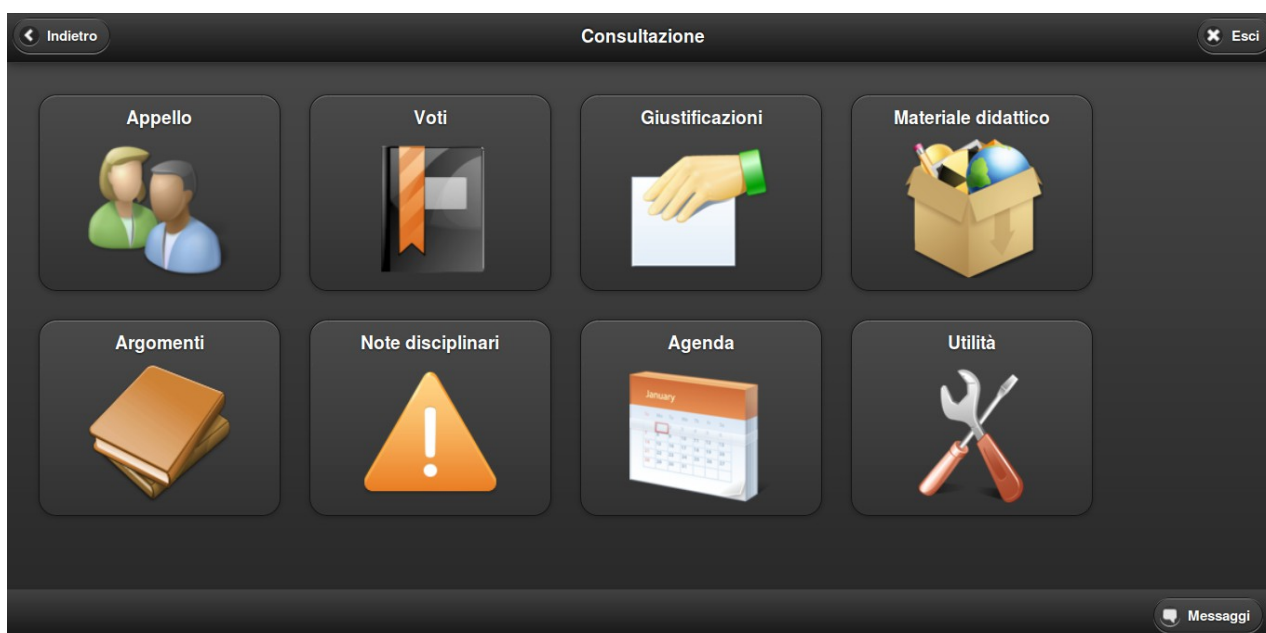 Indietro
Consultazione
Esci
Appello
Voti
Giustificazioni
Materiale didattico
Argomenti
Note disciplinari
Agenda
Utilità
January
Messaggi